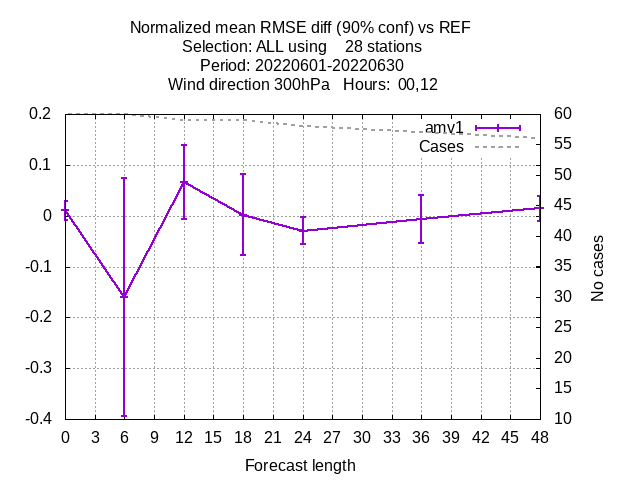 Normalized mean RMSE diff (90% conf) vs REF
Selection: ALL using    28 stations
Period: 20220601-20220630
Wind direction 300hPa   Hours:  00,12
amv1
Cases
0.2
0.1
0
-0.1
-0.2
-0.3
-0.4
60
55
50
45
40
35
30
25
20
15
10
No cases
0 3 6 9 12 15 18 21 24 27 30 33 36 39 42 45 48
Forecast length